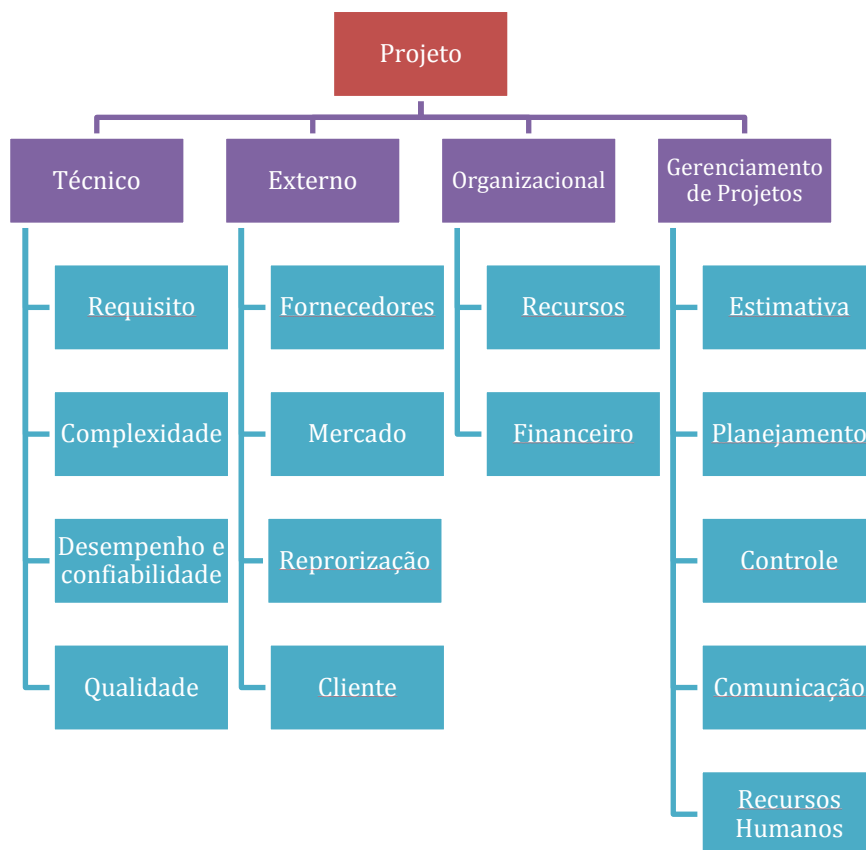 Projeto
Técnico
Externo
Organizacional
Gerenciamento
de Projetos
Requisito
Fornecedores
Recursos
Estimativa
Complexidade
Mercado
Financeiro
Planejamento
Desempenho e
confiabilidade
Reprorização
Controle
Qualidade
Cliente
Comunicação
Recursos
Humanos